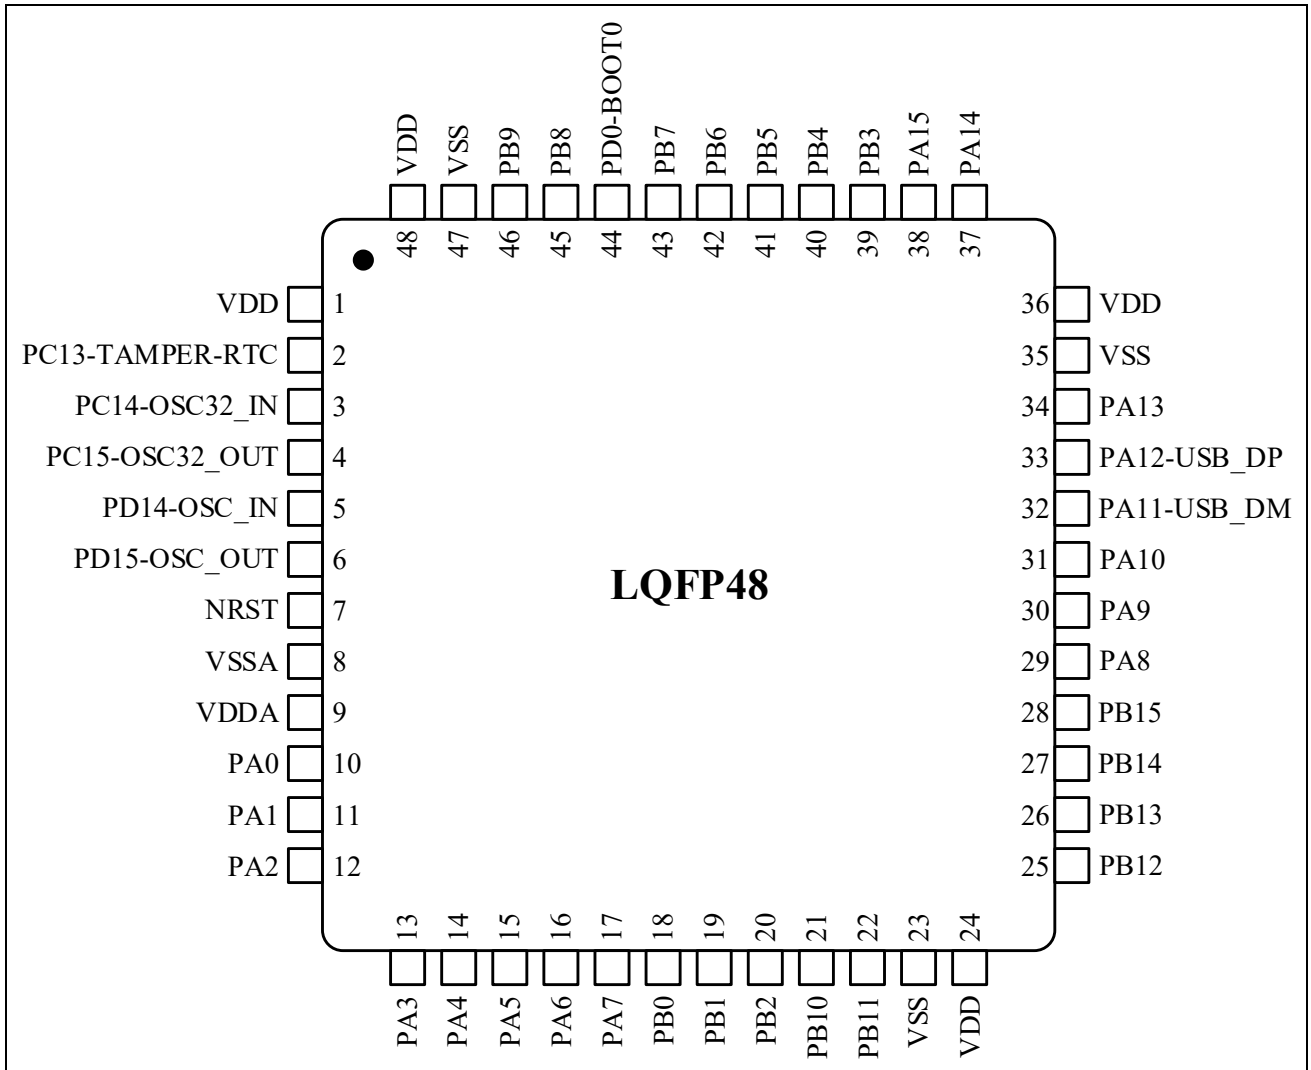 VDD
VSS
PB9
PB8
PD0-BOOT0
PB7
PB6
PB5
PB4
PB3
PA15
PA14
48
47
46
45
44
43
42
41
40
39
38
37
VDD 1
PC13-TAMPER-RTC 2
PC14-OSC32_IN 3
PC15-OSC32_OUT 4
PD14-OSC_IN 5
PD15-OSC_OUT 6
NRST 7
VSSA 8
VDDA 9
PA0 10
PA1 11
PA2 12
LQFP48
36 VDD
35 VSS
34 PA13
33 PA12-USB_DP
32 PA11-USB_DM
31 PA10
30 PA9
29 PA8
28 PB15
27 PB14
26 PB13
25 PB12
13
14
15
16
17
18
19
20
21
22
23
24
PA3
PA4
PA5
PA6
PA7
PB0
PB1
PB2
PB10
PB11
VSS
VDD